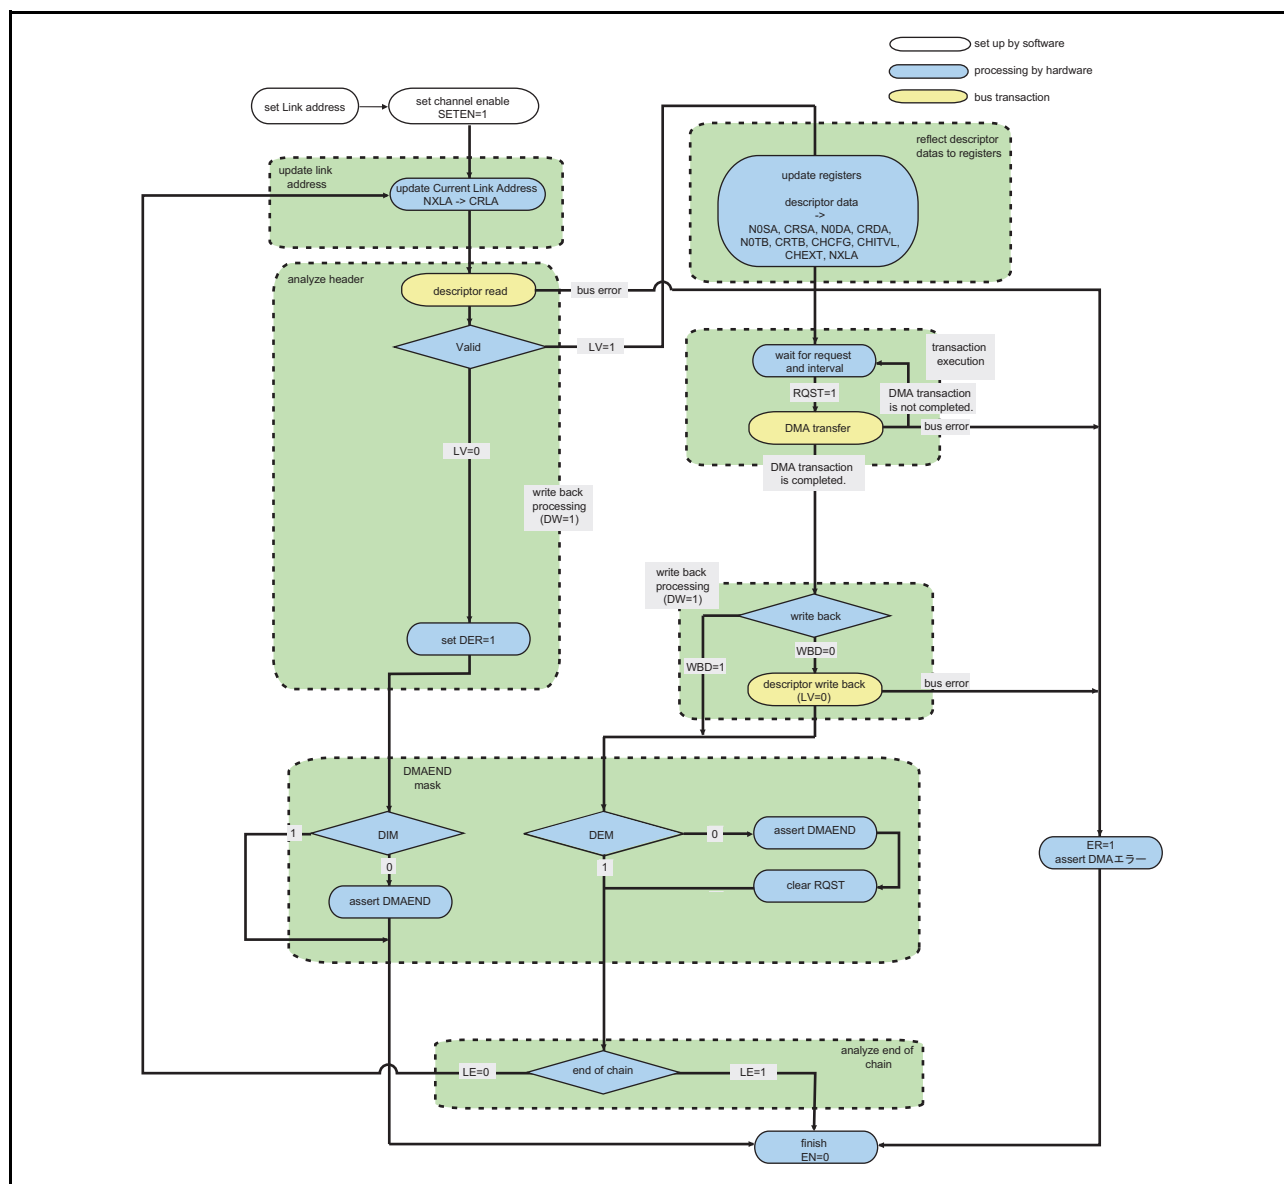 set up by software
processing by hardware
bus transaction
set Link address
set channel enable
SETEN=1
reflect descriptor
datas to registers
update link
address
update Current Link Address
NXLA -> CRLA
update registers
descriptor data
->
N0SA, CRSA, N0DA, CRDA,
N0TB, CRTB, CHCFG, CHITVL,
CHEXT, NXLA
analyze header
descriptor read
bus error
Valid
LV=1
wait for request
and interval
transaction
execution
RQST=1
DMA transaction
is not completed.
DMA transfer
bus error
LV=0
DMA transaction
is completed.
write back
processing
(DW=1)
write back
processing
(DW=1)
write back
set DER=1
WBD=0
WBD=1
descriptor write back
(LV=0)
bus error
DMAEND
mask
1
DIM
DEM
0
assert DMAEND
0
1
clear RQST
assert DMAEND
ER=1
assert DMAエラー
analyze end of
chain
LE=0
end of chain
LE=1
finish
EN=0